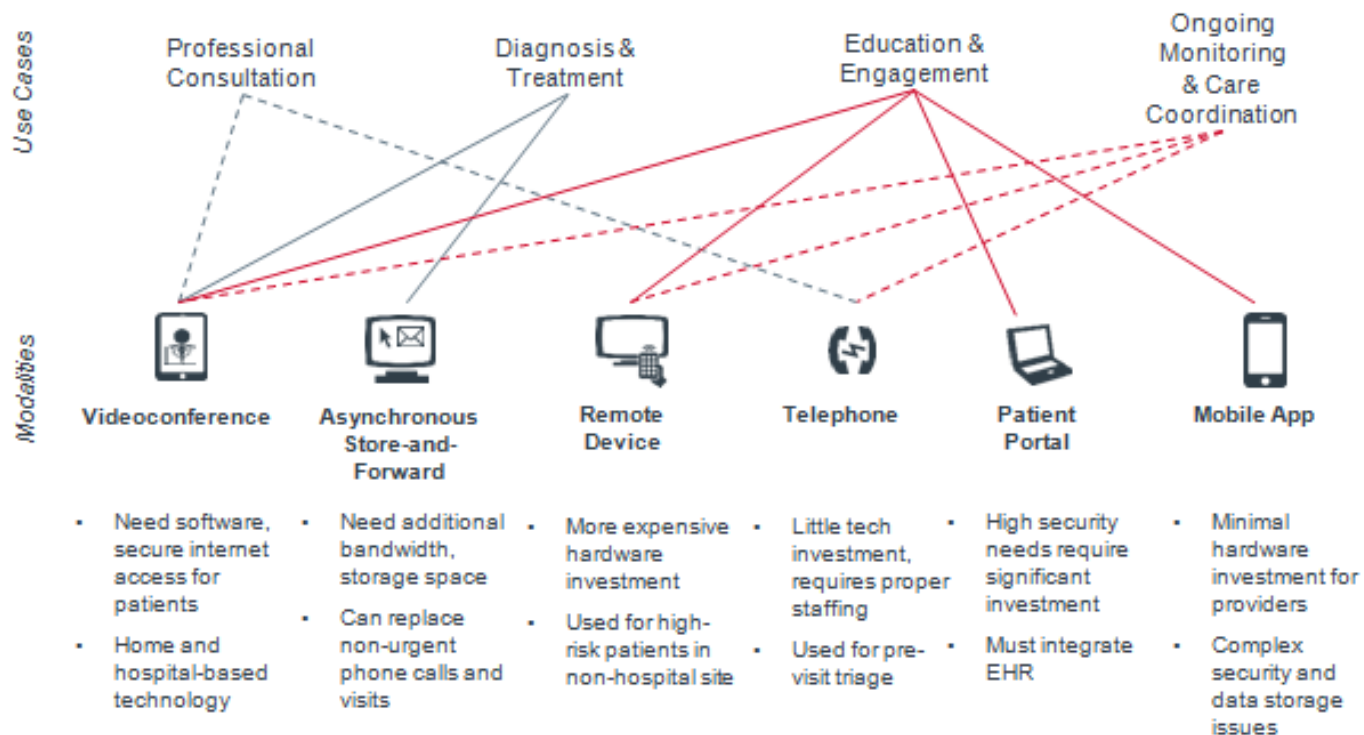 Use Cases
Professional
Consultation
Diagnosis &
Treatment
Education &
Engagement
Ongoing
Monitoring
& Care
Coordination
Modalities
Videoconference
Asynchronous
Store-and-
Forward
Remote
Device
Telephone
Patient
Portal
Mobile App
▪ Need software,
secure internet
access for
patients
▪ Home and
hospital-based
technology
▪ Need additional
bandwidth,
storage space
▪ Can replace
non-urgent
phone calls and
visits
▪ More expensive
hardware
investment
▪ Used for high-
risk patients in
non-hospital site
▪ Little tech
investment,
requires proper
staffing
▪ Used for pre-
visit triage
▪ High security
needs require
significant
investment
▪ Must integrate
EHR
▪ Minimal
hardware
investment for
providers
▪ Complex
security and
data storage
issues